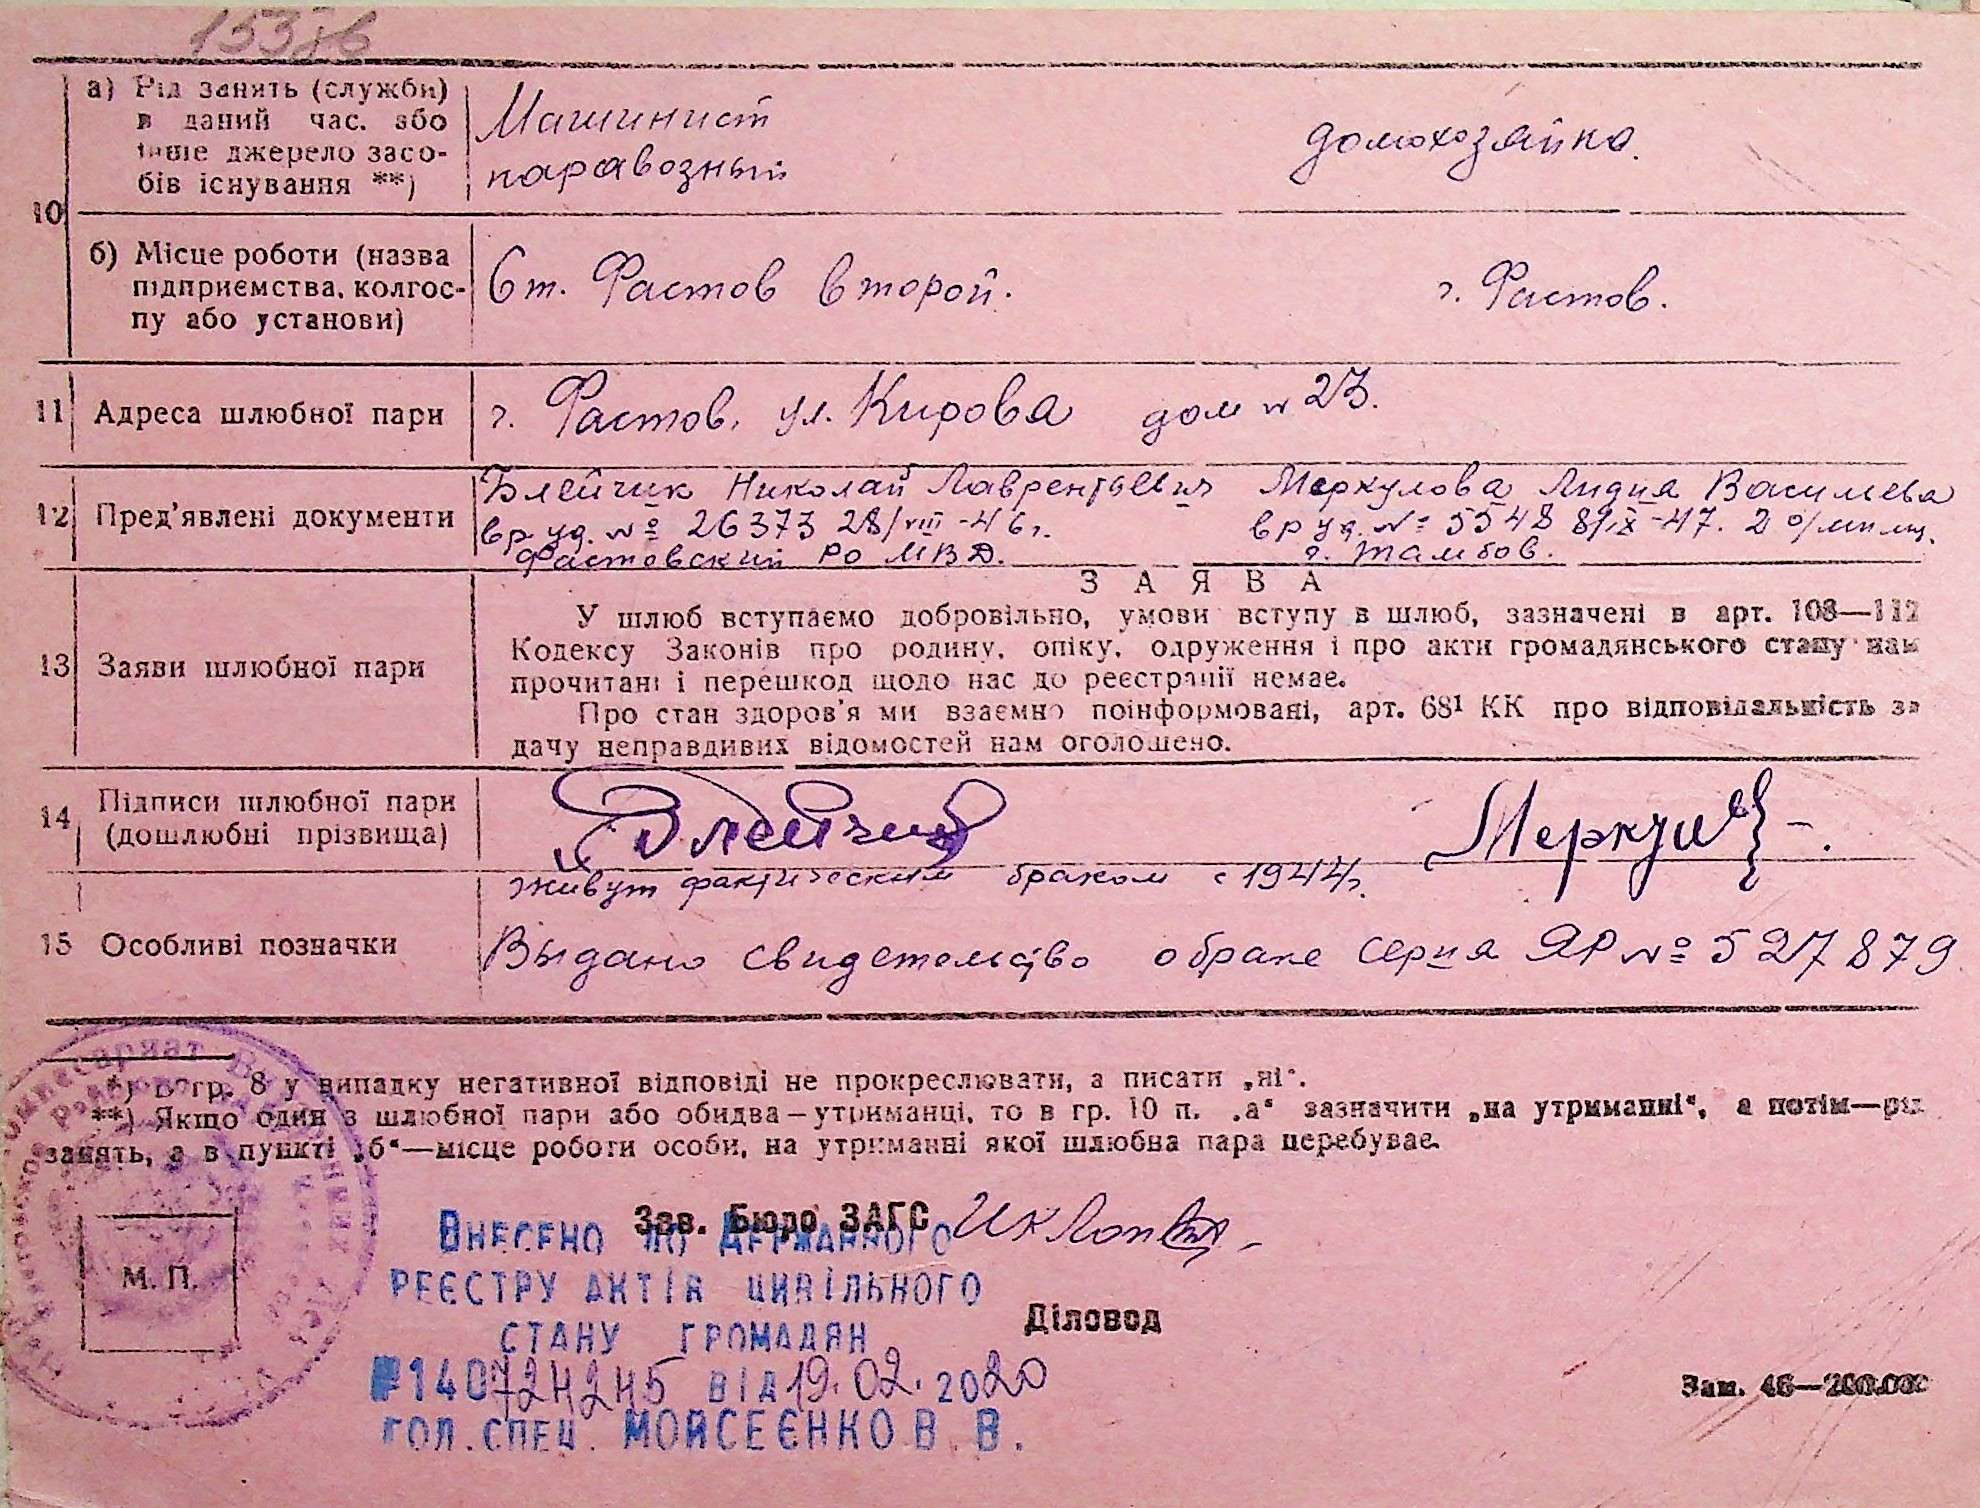 а) Рід занять (служби)
в даний час, або
інше джерело засо-
бів існування **)
Машинист
паравозный
домохозяйка.
10
б) Місце роботи (назва
підприємства, колгос-
пу або установи)
Ст. Фастов второй.
г. Фастов.
11 Адреса шлюбної пари
г. Фастов, ул. Кирова дом № 23.
12 Пред'явлені документи
Блейчик Николай Лаврентьевич
вр уд. № 26373 28/VIII-46г.
Фастовский РО МВД.
Меркулова Лидия Василева
вр уд. № 5548 8/IX-47. 2 о/милиц.
г. Тамбов.
13 Заяви шлюбної пари
ЗАЯВА
У шлюб вступаємо добровільно, умови вступу в шлюб, зазначені в арт. 108—112
Кодексу Законів про родину, опіку, одруження і про акти громадянського стану нам
прочитані і перешкод щодо нас до реєстрації немає.
Про стан здоров'я ми взаємно поінформовані, арт. 68¹ КК про відповідальність за
дачу неправдивих відомостей нам оголошено.
14 Підписи шлюбної пари
(дошлюбні прізвища)
Блейчик
живут фактическим браком с 1944г.
15 Особливі позначки
Выдано свидетельство о браке серия ЯР № 527879
*) В гр. 8 у випадку негативної відповіді не прокреслювати, а писати „ні“.
**) Якщо один з шлюбної пари або обидва—утриманці, то в гр. 10 п. „а“ зазначити „на утриманні“, а потім—рід
занять, а в пункті „б“—місце роботи особи, на утриманні якої шлюбна пара перебуває.
Зав. Бюро ЗАГС
М. П.
Внесено до Державного
реєстру актів цивільного
стану громадян
№140724245 від 19.02.2020
гол. спец. Мойсеєнко В. В.
Діловод
Зам. 46—200.000